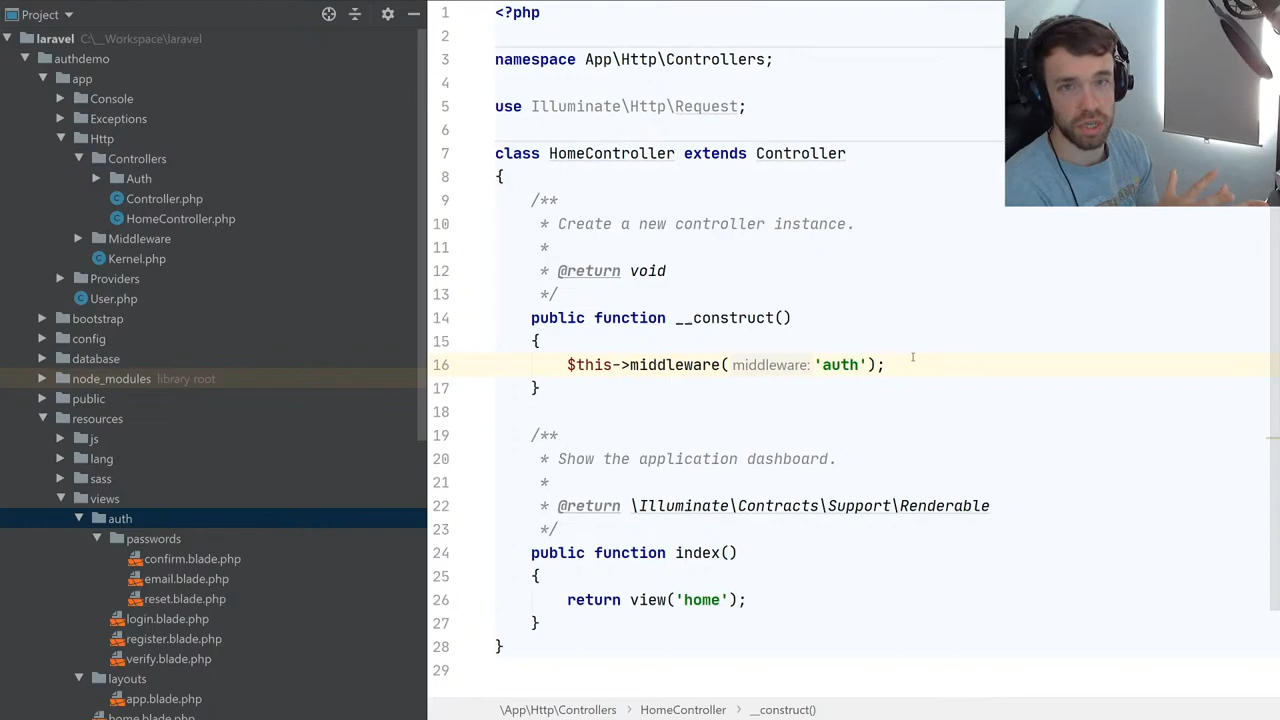 Project
laravel C:\__Workspace\laravel
authdemo
app
Console
Exceptions
Http
Controllers
Auth
Controller.php
HomeController.php
Middleware
Kernel.php
Providers
User.php
bootstrap
config
database
node_modules library root
public
resources
js
lang
sass
views
auth
passwords
confirm.blade.php
email.blade.php
reset.blade.php
login.blade.php
register.blade.php
verify.blade.php
layouts
app.blade.php
home.blade.php
1 <?php
2
3 namespace App\Http\Controllers;
4
5 use Illuminate\Http\Request;
6
7 class HomeController extends Controller
8 {
9 /**
10 * Create a new controller instance.
11 *
12 * @return void
13 */
14 public function __construct()
15 {
16 $this->middleware( middleware: 'auth');
17 }
18
19 /**
20 * Show the application dashboard.
21 *
22 * @return \Illuminate\Contracts\Support\Renderable
23 */
24 public function index()
25 {
26 return view('home');
27 }
28 }
29
\App\Http\Controllers › HomeController › __construct()